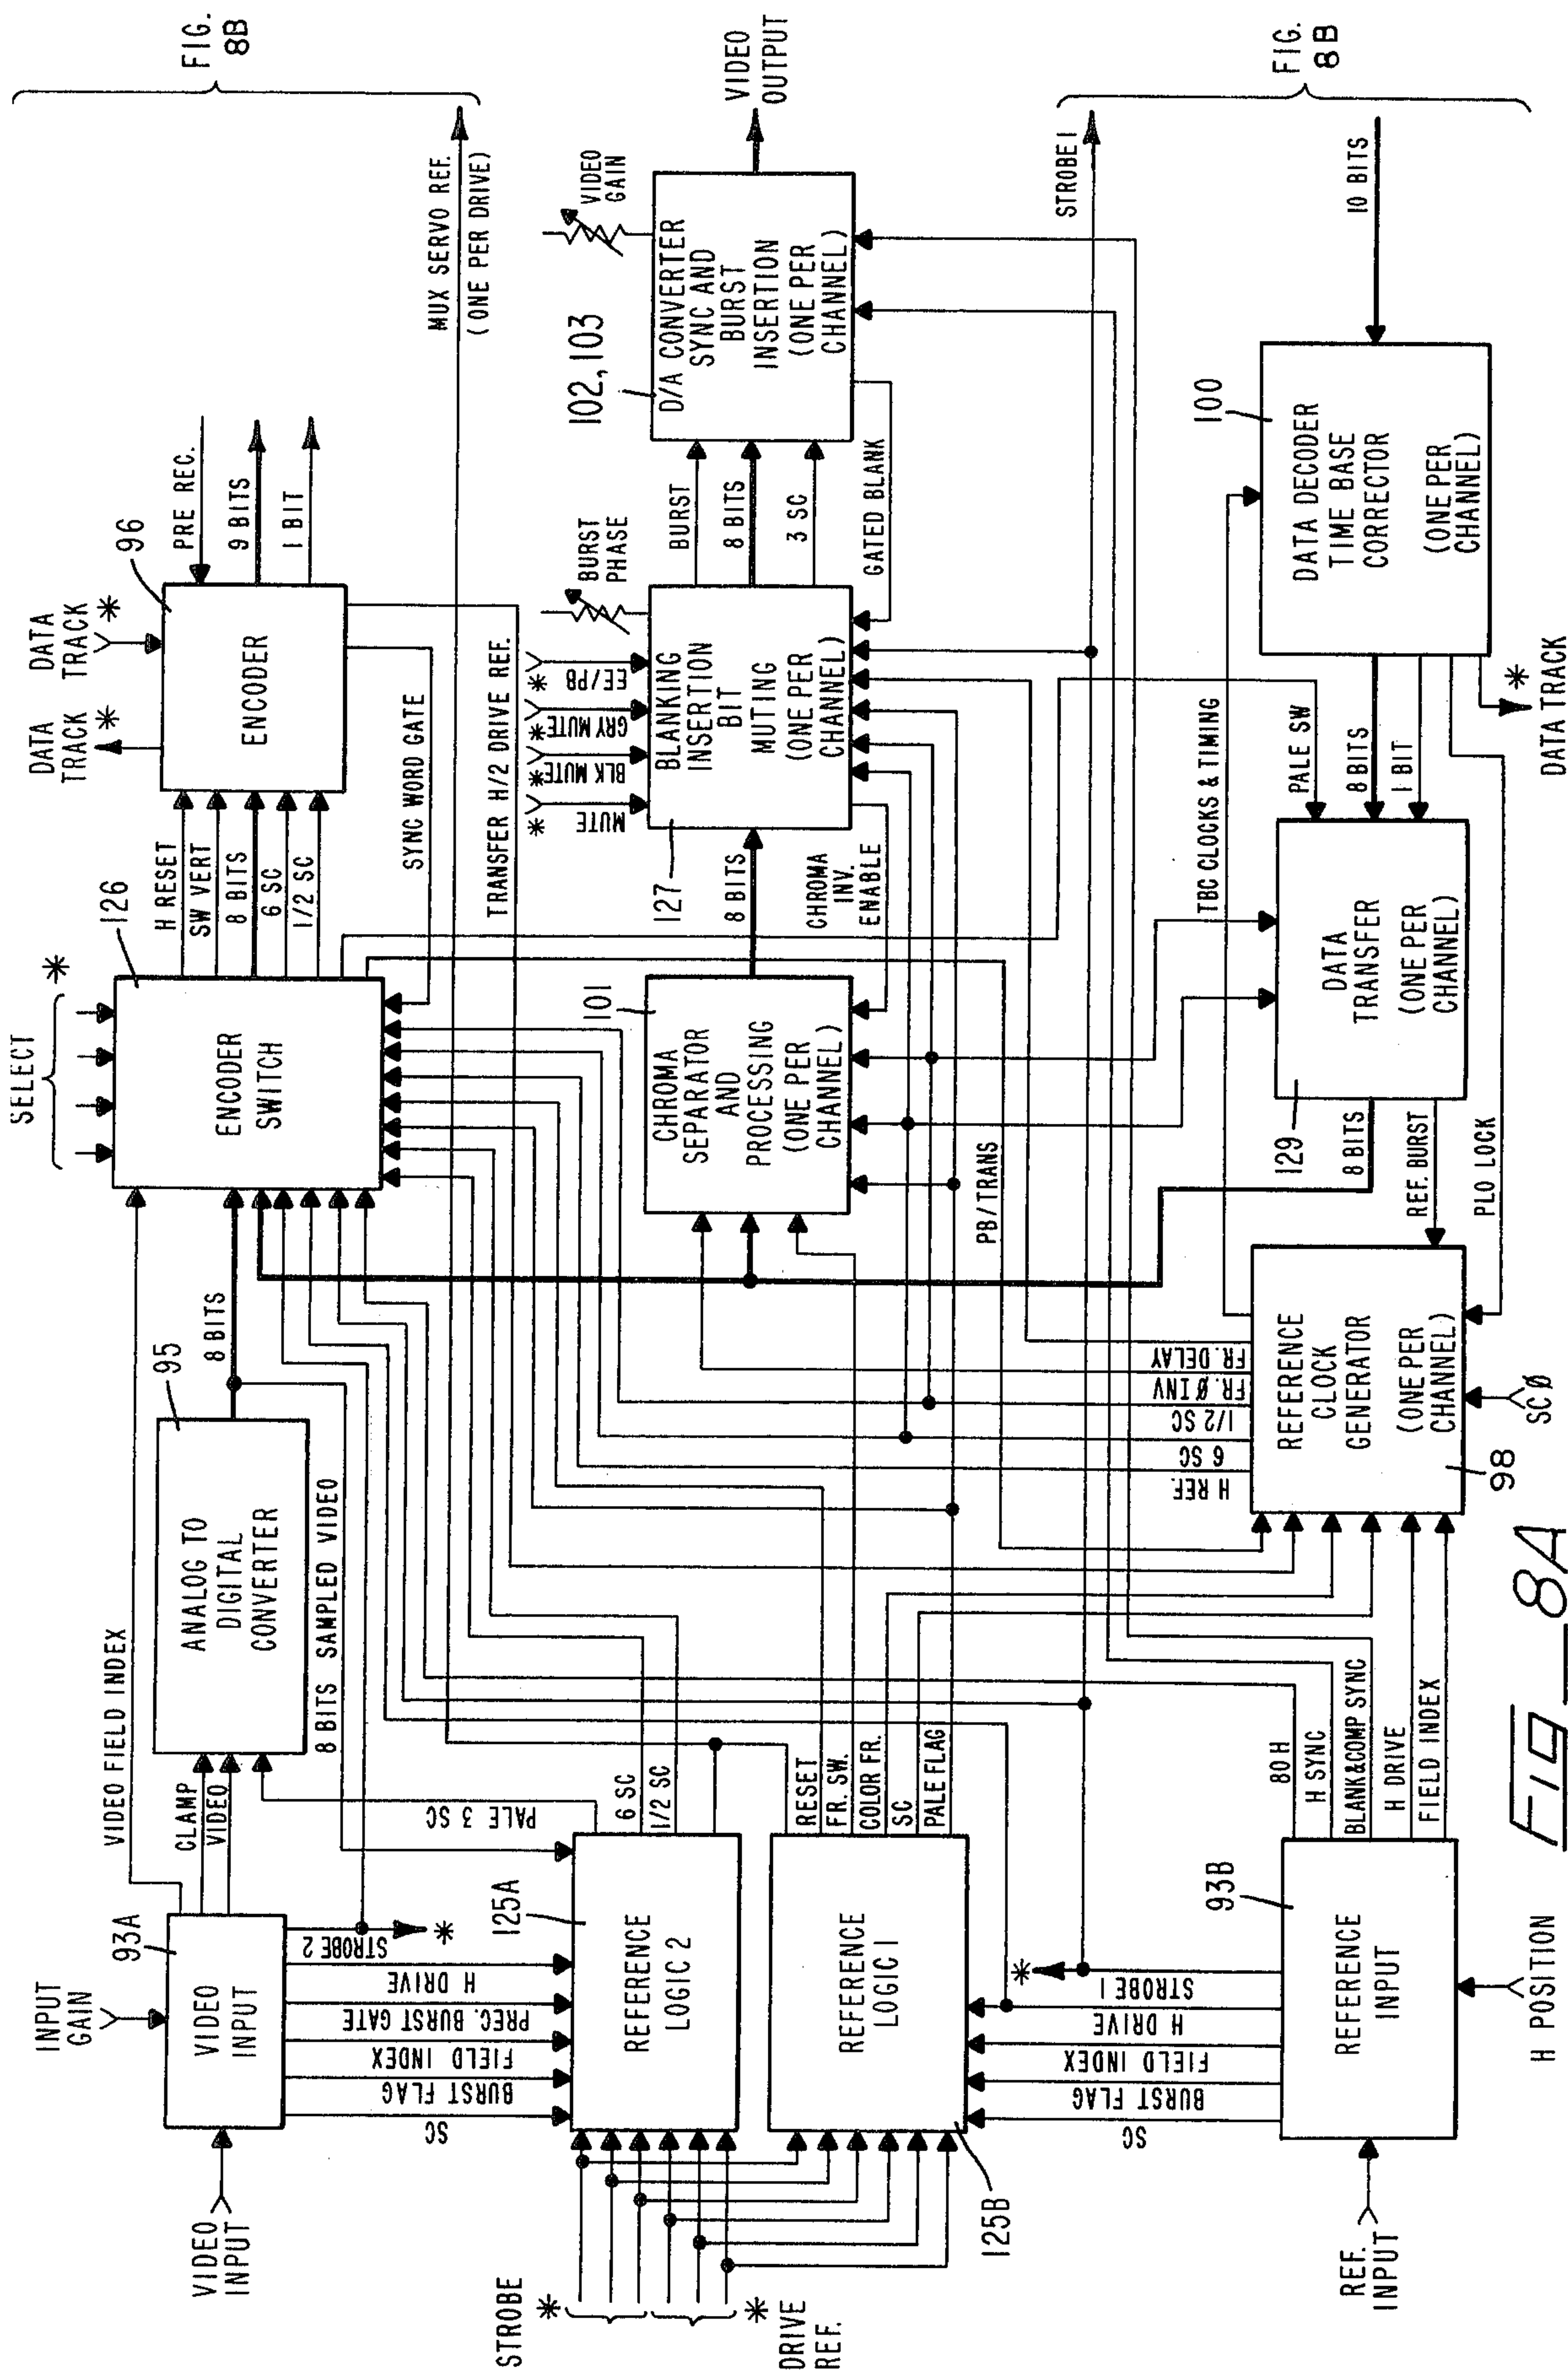 FIG.
8B
MUX SERVO REF.
(ONE PER DRIVE)
VIDEO
OUTPUT
STROBE 1
FIG.
8B
10 BITS
DATA
TRACK *
DATA
TRACK *
96
PRE REC.
9 BITS
1 BIT
ENCODER
SYNC WORD GATE
TRANSFER H/2 DRIVE REF.
VIDEO
GAIN
102, 103
D/A CONVERTER
SYNC AND
BURST
INSERTION
(ONE PER
CHANNEL)
BURST
PHASE
BURST
8 BITS
3 SC
GATED BLANK
* MUTE
* BLK MUTE
* GRY MUTE
* EE/PB
127
BLANKING
INSERTION
BIT
MUTING
(ONE PER
CHANNEL)
100
DATA DECODER
TIME BASE
CORRECTOR
(ONE PER
CHANNEL)
* DATA TRACK
SELECT *
126
ENCODER
SWITCH
H RESET
SW VERT
8 BITS
6 SC
1/2 SC
101
CHROMA
SEPARATOR
AND
PROCESSING
(ONE PER
CHANNEL)
8 BITS
CHROMA
INV.
ENABLE
TBC CLOCKS & TIMING
PALE SW
8 BITS
1 BIT
129
DATA
TRANSFER
(ONE PER
CHANNEL)
8 BITS
REF. BURST
PLO LOCK
PB/TRANS
VIDEO FIELD INDEX
95
ANALOG TO
DIGITAL
CONVERTER
8 BITS
8 BITS SAMPLED VIDEO
CLAMP
VIDEO
PALE 3 SC
H REF.
6 SC
1/2 SC
FR. Ø INV
FR. DELAY
REFERENCE
CLOCK
GENERATOR
(ONE PER
CHANNEL)
98
SC Ø
INPUT
GAIN
93A
VIDEO
INPUT
VIDEO
INPUT
SC
BURST FLAG
FIELD INDEX
PREC. BURST GATE
H DRIVE
STROBE 2
*
125A
REFERENCE
LOGIC 2
6 SC
1/2 SC
REFERENCE
LOGIC 1
125B
RESET
FR. SW.
COLOR FR.
SC
PALE FLAG
STROBE *
DRIVE *
REF.
SC
BURST FLAG
FIELD INDEX
H DRIVE
STROBE 1
*
93B
REFERENCE
INPUT
REF.
INPUT
H POSITION
80 H
H SYNC
BLANK&COMP SYNC
H DRIVE
FIELD INDEX
FIG_8A